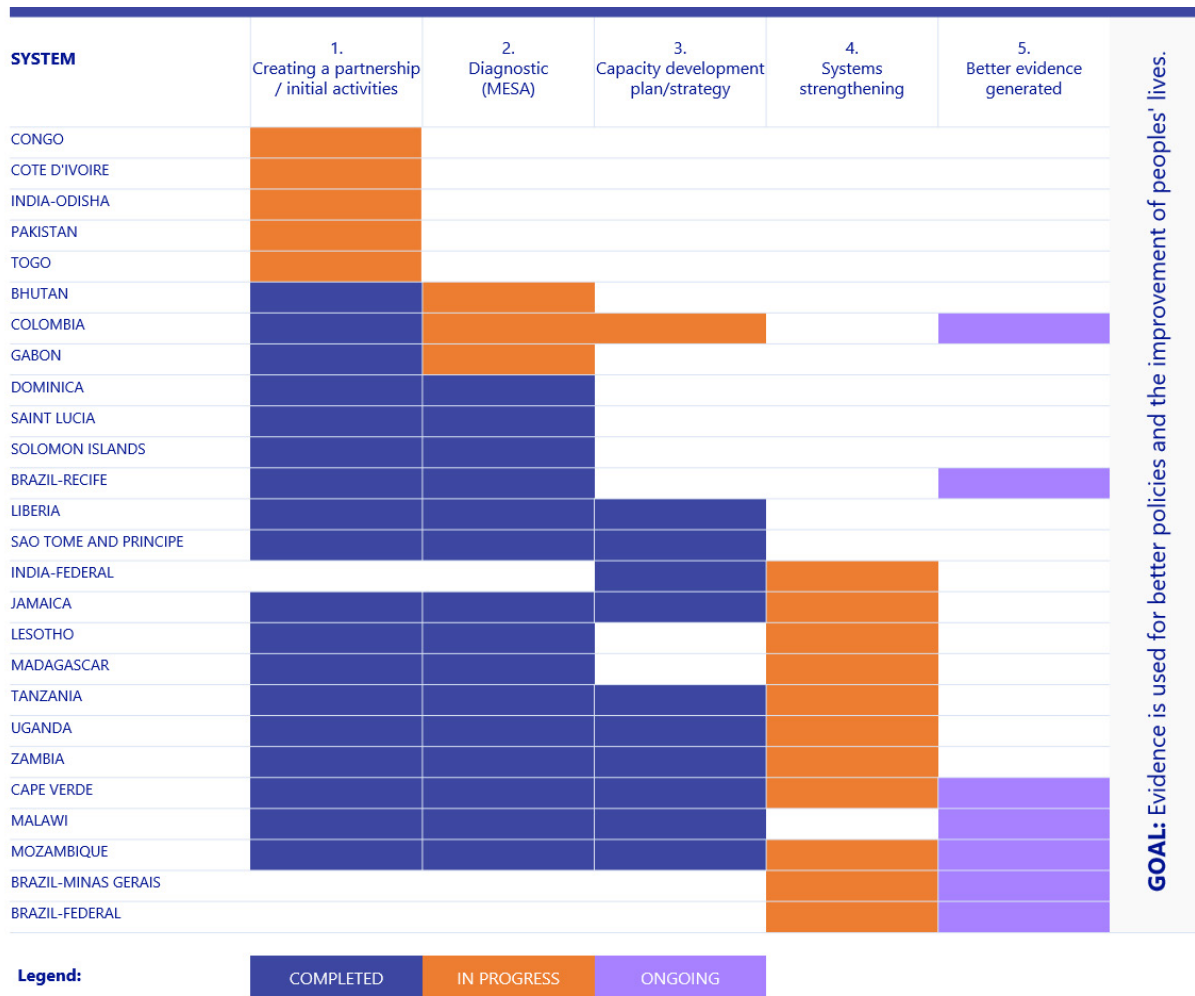 SYSTEM
1.
Creating a partnership
/ initial activities
2.
Diagnostic
(MESA)
3.
Capacity development
plan/strategy
4.
Systems
strengthening
5.
Better evidence
generated
CONGO
COTE D'IVOIRE
INDIA-ODISHA
PAKISTAN
TOGO
BHUTAN
COLOMBIA
GABON
DOMINICA
SAINT LUCIA
SOLOMON ISLANDS
BRAZIL-RECIFE
LIBERIA
SAO TOME AND PRINCIPE
INDIA-FEDERAL
JAMAICA
LESOTHO
MADAGASCAR
TANZANIA
UGANDA
ZAMBIA
CAPE VERDE
MALAWI
MOZAMBIQUE
BRAZIL-MINAS GERAIS
BRAZIL-FEDERAL
GOAL: Evidence is used for better policies and the improvement of peoples' lives.
Legend:
COMPLETED
IN PROGRESS
ONGOING